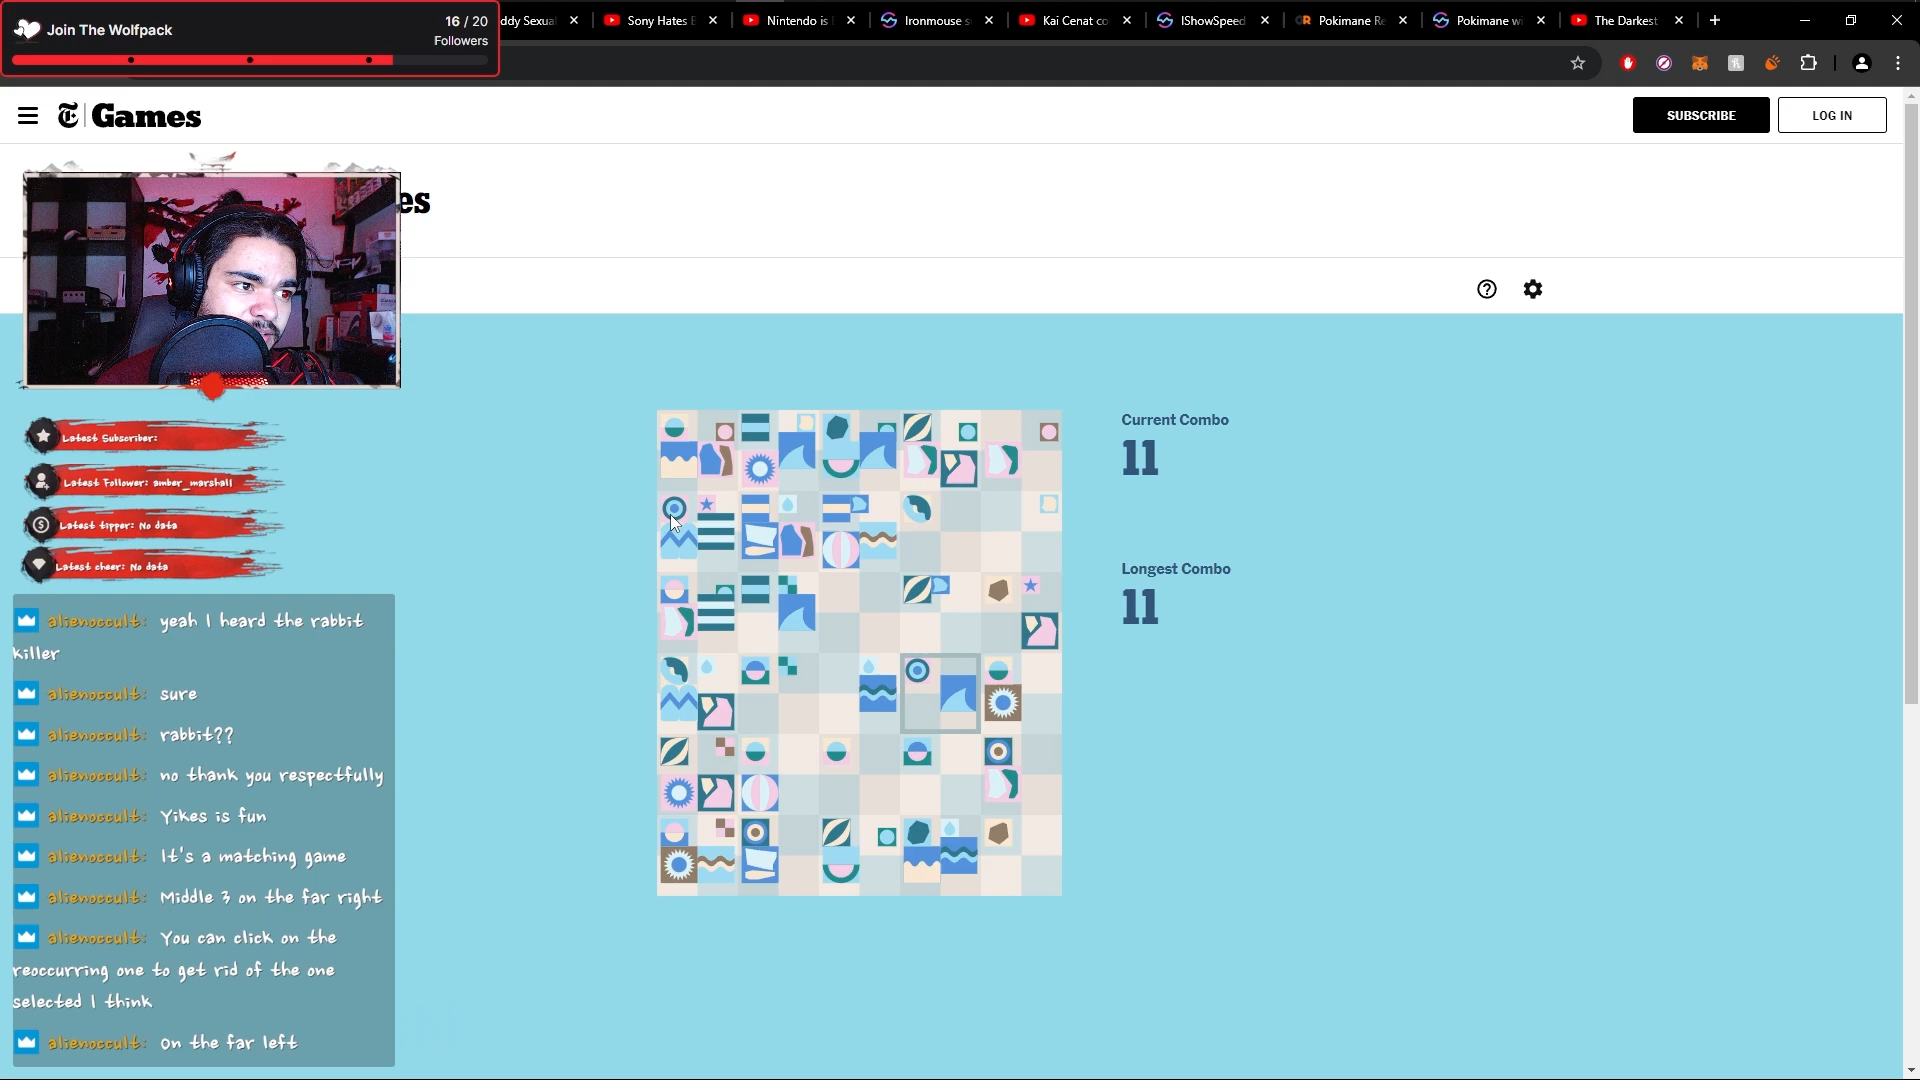 Join The Wolfpack
16 / 20
Followers
ddy Sexual
Sony Hates
Nintendo is
Ironmouse
Kai Cenat co
IShowSpeed
Pokimane Re
Pokimane wi
The Darkest
Games
SUBSCRIBE
LOG IN
es
Latest Subscriber:
Latest Follower: amber_marshall
Latest tipper: No data
Latest cheer: No data
Current Combo
11
Longest Combo
11
alienoccult: yeah I heard the rabbit
killer
alienoccult: sure
alienoccult: rabbit??
alienoccult: no thank you respectfully
alienoccult: Yikes is fun
alienoccult: It's a matching game
alienoccult: Middle 3 on the far right
alienoccult: You can click on the
reoccurring one to get rid of the one
selected I think
alienoccult: On the far left